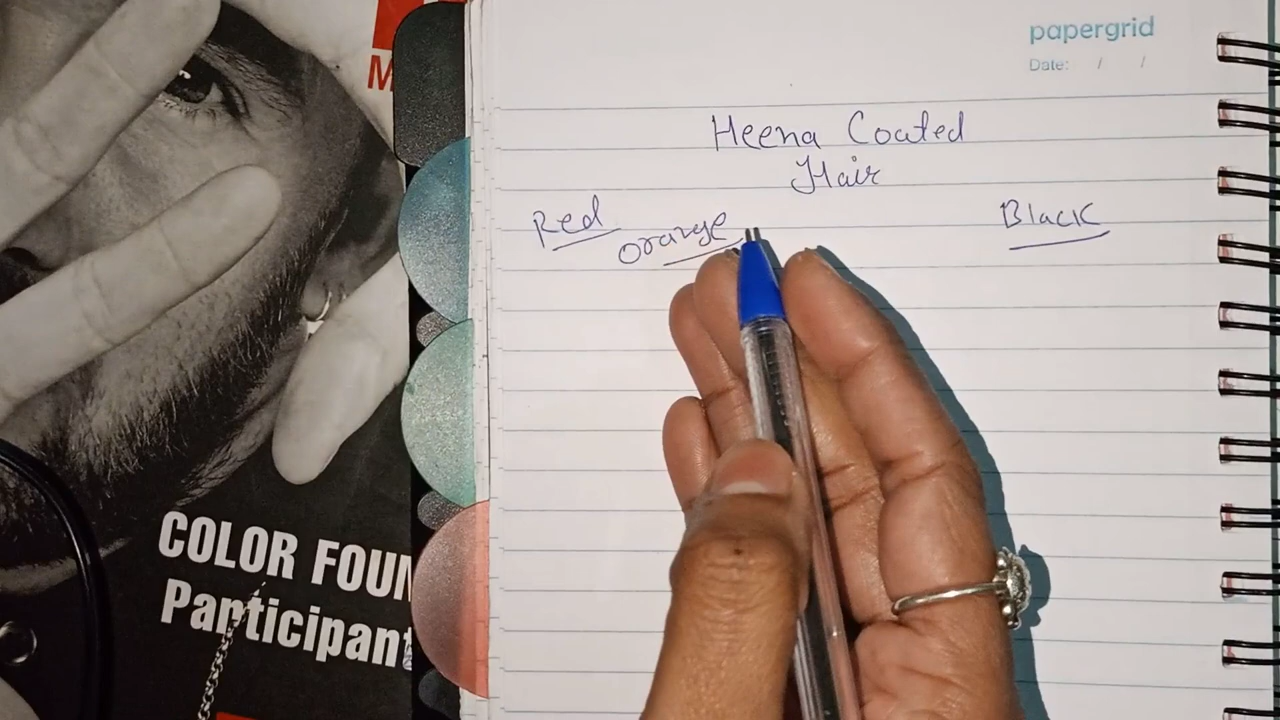 M
papergrid
Date: / /
Heena Coated
Hair
Red
orange
Black
COLOR FOUN
Participant